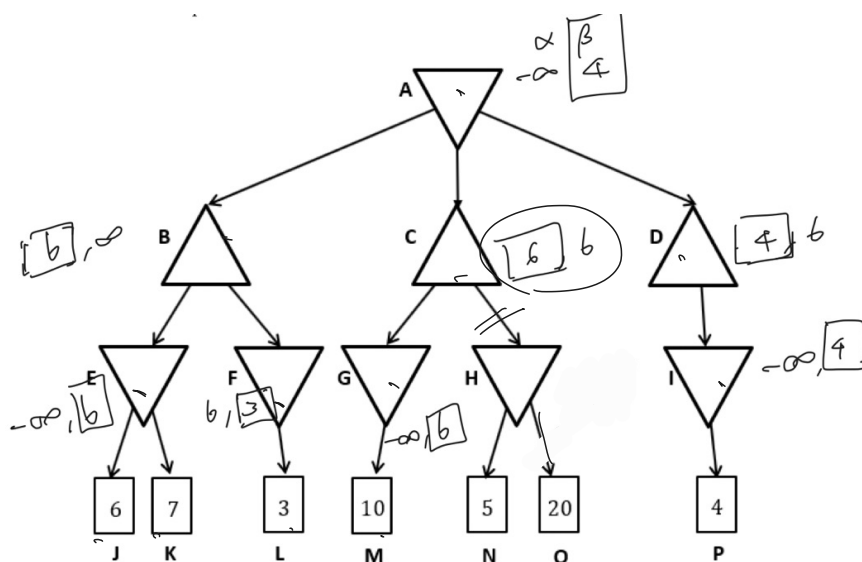 α β
A -∞ 4
B 6, ∞
C 6, 6
D 4, 6
E -∞, 6
F 6, 3
G -∞, 6
H
I -∞, 4
6 7 3 10 5 20 4
J K L M N O P